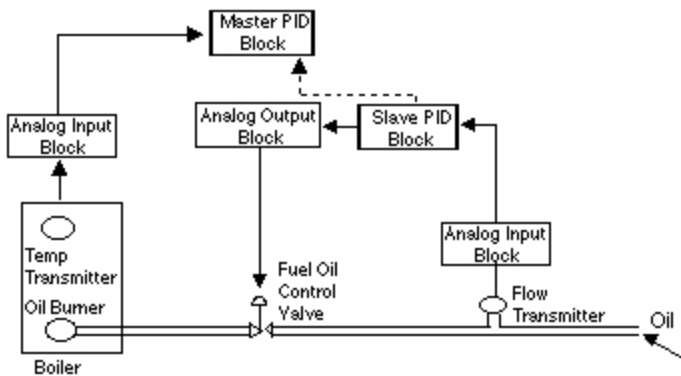 Master PID
Block
Analog Input
Block
Analog Output
Block
Slave PID
Block
Analog Input
Block
Temp
Transmitter
Oil Burner
Boiler
Fuel Oil
Control
Valve
Flow
Transmitter
Oil